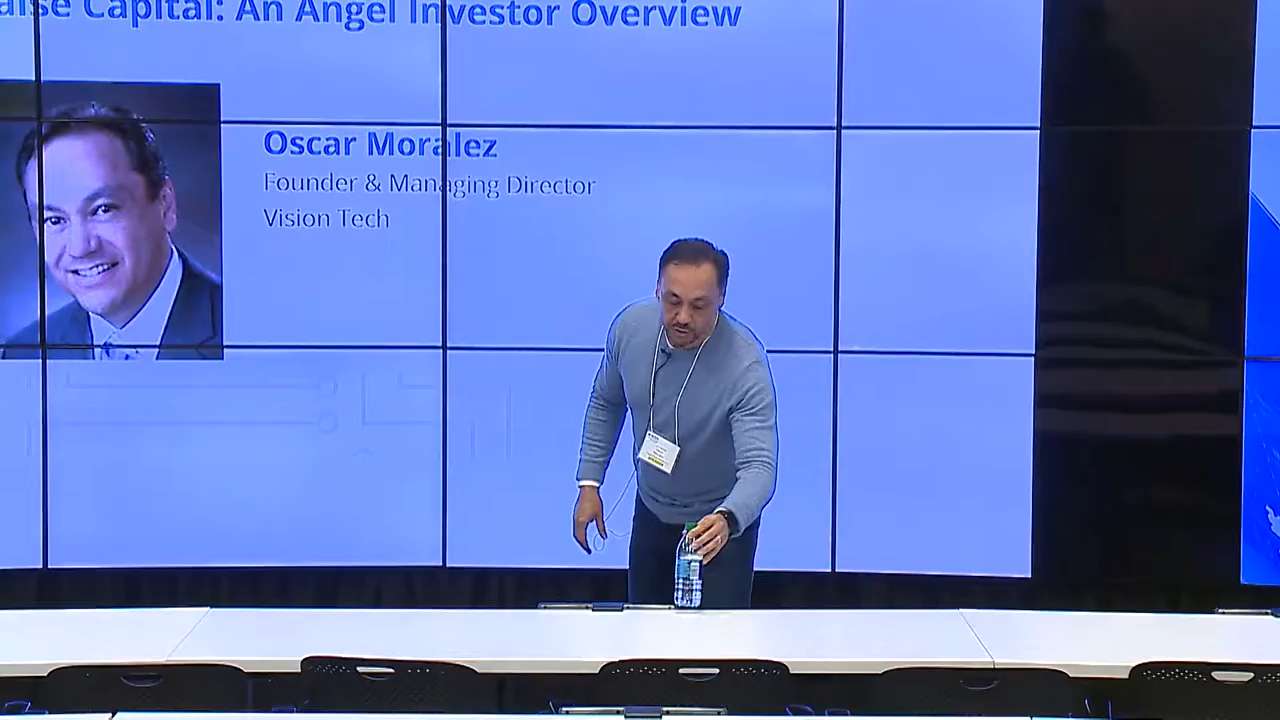 aise Capital: An Angel Investor Overview
Oscar Moralez
Founder & Managing Director
Vision Tech